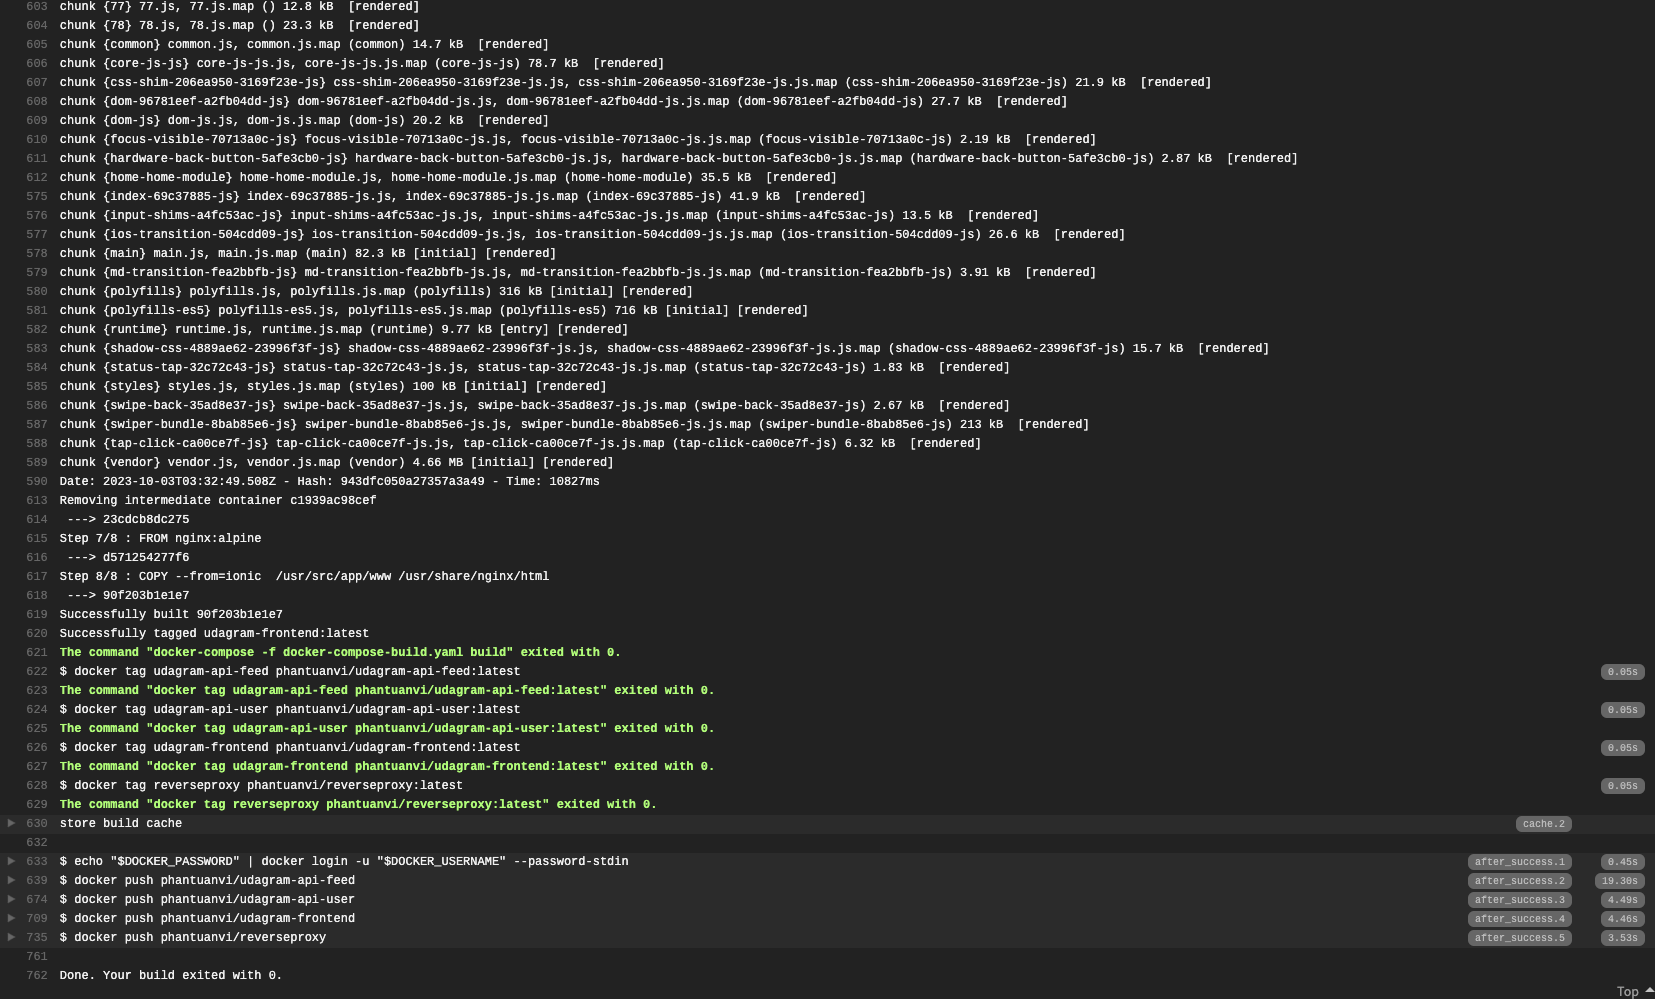 603 chunk {77} 77.js, 77.js.map () 12.8 kB  [rendered]
604 chunk {78} 78.js, 78.js.map () 23.3 kB  [rendered]
605 chunk {common} common.js, common.js.map (common) 14.7 kB  [rendered]
606 chunk {core-js-js} core-js-js.js, core-js-js.js.map (core-js-js) 78.7 kB  [rendered]
607 chunk {css-shim-206ea950-3169f23e-js} css-shim-206ea950-3169f23e-js.js, css-shim-206ea950-3169f23e-js.js.map (css-shim-206ea950-3169f23e-js) 21.9 kB  [rendered]
608 chunk {dom-96781eef-a2fb04dd-js} dom-96781eef-a2fb04dd-js.js, dom-96781eef-a2fb04dd-js.js.map (dom-96781eef-a2fb04dd-js) 27.7 kB  [rendered]
609 chunk {dom-js} dom-js.js, dom-js.js.map (dom-js) 20.2 kB  [rendered]
610 chunk {focus-visible-70713a0c-js} focus-visible-70713a0c-js.js, focus-visible-70713a0c-js.js.map (focus-visible-70713a0c-js) 2.19 kB  [rendered]
611 chunk {hardware-back-button-5afe3cb0-js} hardware-back-button-5afe3cb0-js.js, hardware-back-button-5afe3cb0-js.js.map (hardware-back-button-5afe3cb0-js) 2.87 kB  [rendered]
612 chunk {home-home-module} home-home-module.js, home-home-module.js.map (home-home-module) 35.5 kB  [rendered]
575 chunk {index-69c37885-js} index-69c37885-js.js, index-69c37885-js.js.map (index-69c37885-js) 41.9 kB  [rendered]
576 chunk {input-shims-a4fc53ac-js} input-shims-a4fc53ac-js.js, input-shims-a4fc53ac-js.js.map (input-shims-a4fc53ac-js) 13.5 kB  [rendered]
577 chunk {ios-transition-504cdd09-js} ios-transition-504cdd09-js.js, ios-transition-504cdd09-js.js.map (ios-transition-504cdd09-js) 26.6 kB  [rendered]
578 chunk {main} main.js, main.js.map (main) 82.3 kB [initial] [rendered]
579 chunk {md-transition-fea2bbfb-js} md-transition-fea2bbfb-js.js, md-transition-fea2bbfb-js.js.map (md-transition-fea2bbfb-js) 3.91 kB  [rendered]
580 chunk {polyfills} polyfills.js, polyfills.js.map (polyfills) 316 kB [initial] [rendered]
581 chunk {polyfills-es5} polyfills-es5.js, polyfills-es5.js.map (polyfills-es5) 716 kB [initial] [rendered]
582 chunk {runtime} runtime.js, runtime.js.map (runtime) 9.77 kB [entry] [rendered]
583 chunk {shadow-css-4889ae62-23996f3f-js} shadow-css-4889ae62-23996f3f-js.js, shadow-css-4889ae62-23996f3f-js.js.map (shadow-css-4889ae62-23996f3f-js) 15.7 kB  [rendered]
584 chunk {status-tap-32c72c43-js} status-tap-32c72c43-js.js, status-tap-32c72c43-js.js.map (status-tap-32c72c43-js) 1.83 kB  [rendered]
585 chunk {styles} styles.js, styles.js.map (styles) 100 kB [initial] [rendered]
586 chunk {swipe-back-35ad8e37-js} swipe-back-35ad8e37-js.js, swipe-back-35ad8e37-js.js.map (swipe-back-35ad8e37-js) 2.67 kB  [rendered]
587 chunk {swiper-bundle-8bab85e6-js} swiper-bundle-8bab85e6-js.js, swiper-bundle-8bab85e6-js.js.map (swiper-bundle-8bab85e6-js) 213 kB  [rendered]
588 chunk {tap-click-ca00ce7f-js} tap-click-ca00ce7f-js.js, tap-click-ca00ce7f-js.js.map (tap-click-ca00ce7f-js) 6.32 kB  [rendered]
589 chunk {vendor} vendor.js, vendor.js.map (vendor) 4.66 MB [initial] [rendered]
590 Date: 2023-10-03T03:32:49.508Z - Hash: 943dfc050a27357a3a49 - Time: 10827ms
613 Removing intermediate container c1939ac98cef
614  ---> 23cdcb8dc275
615 Step 7/8 : FROM nginx:alpine
616  ---> d571254277f6
617 Step 8/8 : COPY --from=ionic  /usr/src/app/www /usr/share/nginx/html
618  ---> 90f203b1e1e7
619 Successfully built 90f203b1e1e7
620 Successfully tagged udagram-frontend:latest
621 The command "docker-compose -f docker-compose-build.yaml build" exited with 0.
622 $ docker tag udagram-api-feed phantuanvi/udagram-api-feed:latest 0.05s
623 The command "docker tag udagram-api-feed phantuanvi/udagram-api-feed:latest" exited with 0.
624 $ docker tag udagram-api-user phantuanvi/udagram-api-user:latest 0.05s
625 The command "docker tag udagram-api-user phantuanvi/udagram-api-user:latest" exited with 0.
626 $ docker tag udagram-frontend phantuanvi/udagram-frontend:latest 0.05s
627 The command "docker tag udagram-frontend phantuanvi/udagram-frontend:latest" exited with 0.
628 $ docker tag reverseproxy phantuanvi/reverseproxy:latest 0.05s
629 The command "docker tag reverseproxy phantuanvi/reverseproxy:latest" exited with 0.
630 store build cache cache.2
632
633 $ echo "$DOCKER_PASSWORD" | docker login -u "$DOCKER_USERNAME" --password-stdin after_success.1 0.45s
639 $ docker push phantuanvi/udagram-api-feed after_success.2 19.30s
674 $ docker push phantuanvi/udagram-api-user after_success.3 4.49s
709 $ docker push phantuanvi/udagram-frontend after_success.4 4.46s
735 $ docker push phantuanvi/reverseproxy after_success.5 3.53s
761
762 Done. Your build exited with 0.
Top